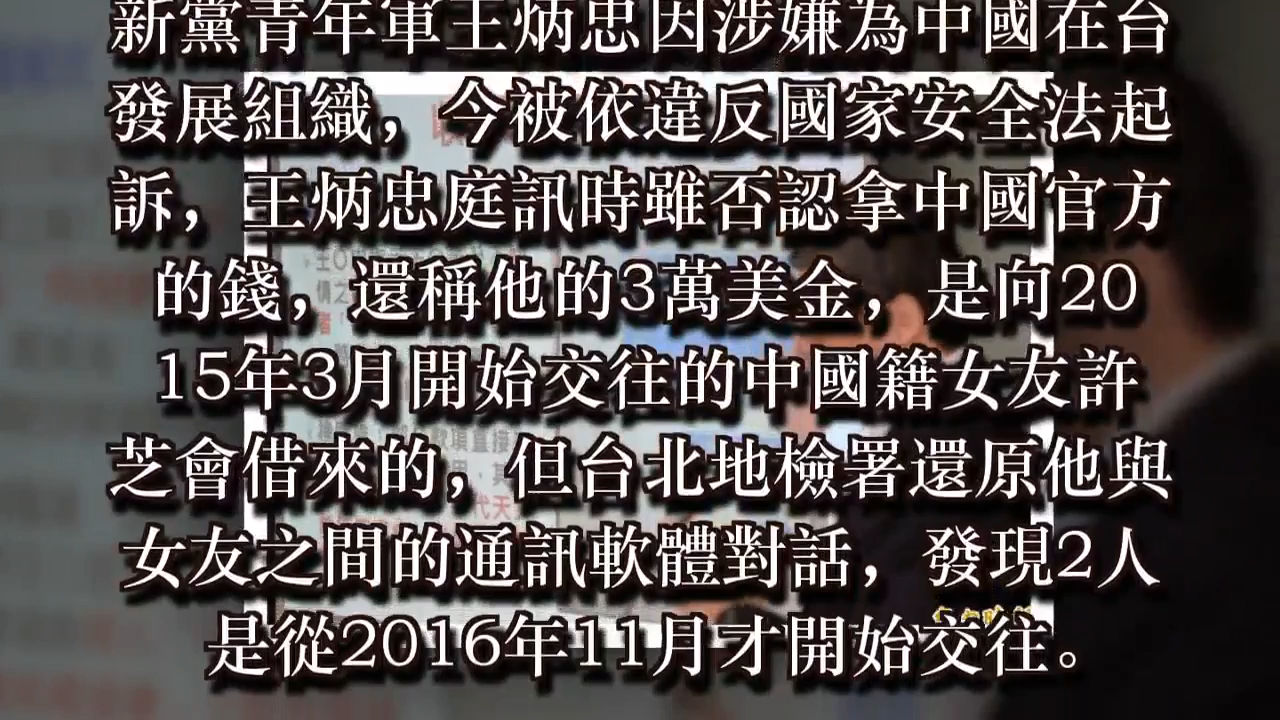 新黨青年軍王炳忠因涉嫌為中國在台
發展組織，今被依違反國家安全法起
訴，王炳忠庭訊時雖否認拿中國官方
的錢，還稱他的3萬美金，是向20
15年3月開始交往的中國籍女友許
芝會借來的，但台北地檢署還原他與
女友之間的通訊軟體對話，發現2人
是從2016年11月才開始交往。